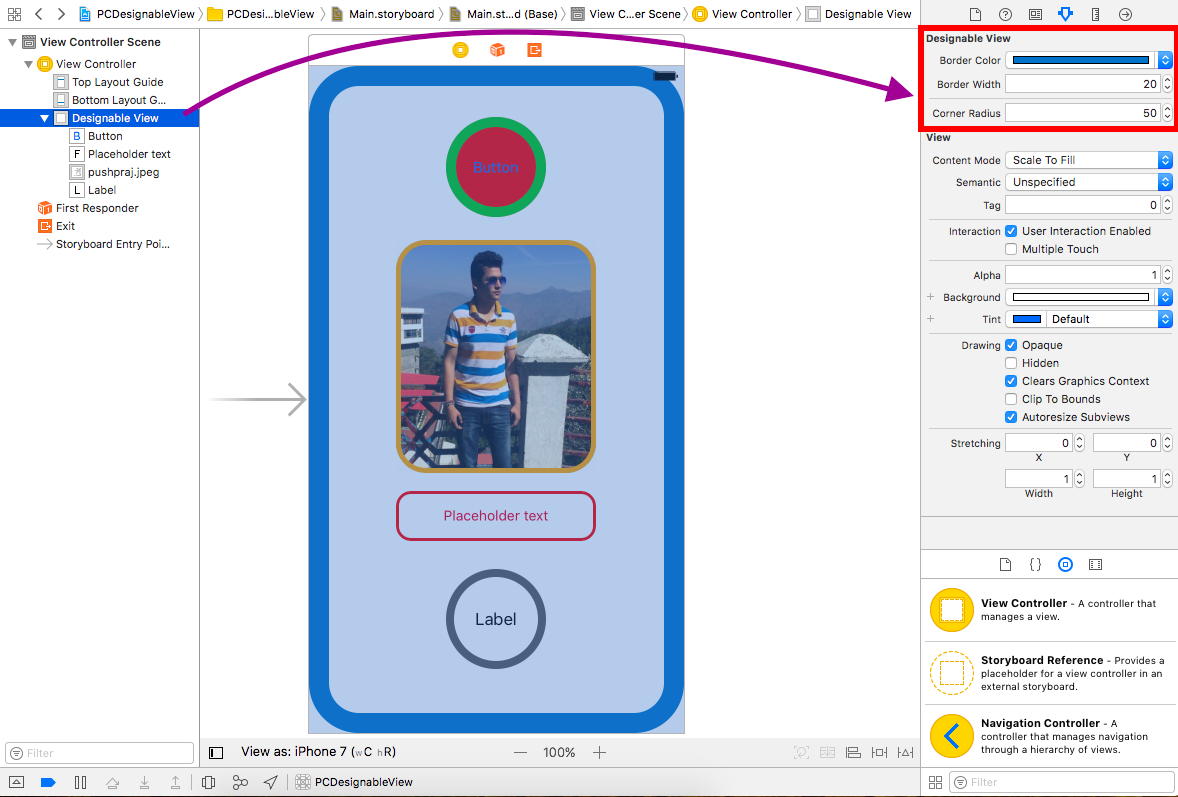 PCDesignableView
PCDesi...bleView
Main.storyboard
Main.st...d (Base)
View C...er Scene
View Controller
Designable View
View Controller Scene
View Controller
Top Layout Guide
Bottom Layout G...
Designable View
B Button
F Placeholder text
pushpraj.jpeg
L Label
First Responder
Exit
Storyboard Entry Poi...
Filter
Button
Placeholder text
Label
View as: iPhone 7 (wC hR)
100%
PCDesignableView
Designable View
Border Color
Border Width 20
Corner Radius 50
View
Content Mode Scale To Fill
Semantic Unspecified
Tag 0
Interaction User Interaction Enabled
Multiple Touch
Alpha 1
Background
Tint Default
Drawing Opaque
Hidden
Clears Graphics Context
Clip To Bounds
Autoresize Subviews
Stretching 0 0
X Y
1 1
Width Height
{}
View Controller - A controller that
manages a view.
Storyboard Reference - Provides a
placeholder for a view controller in an
external storyboard.
Navigation Controller - A
controller that manages navigation
through a hierarchy of views.
Filter